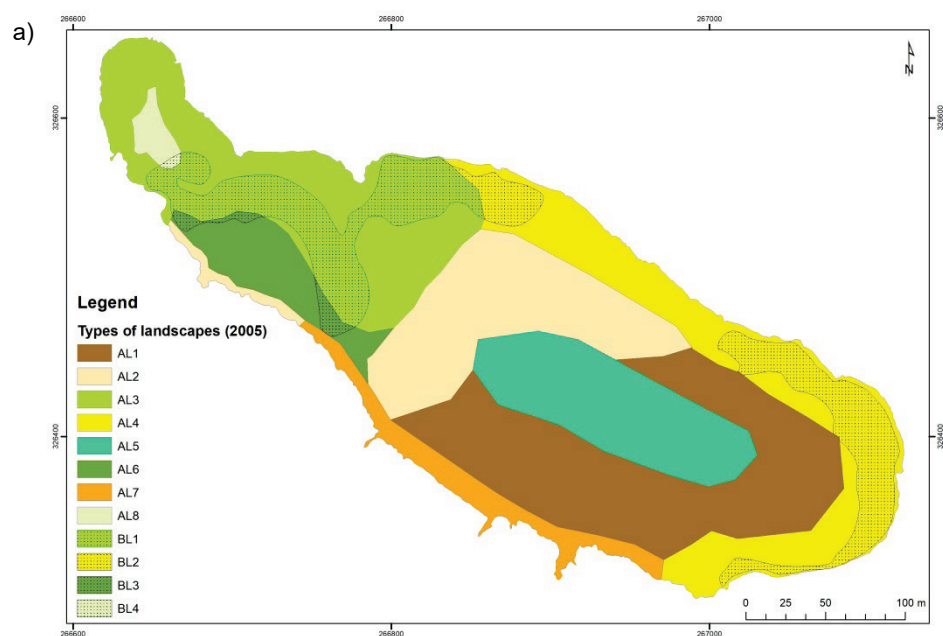 a)
266600 266800 267000
N
326600 326600
Legend
Types of landscapes (2005)
AL1
AL2
AL3
AL4
AL5
AL6
AL7
AL8
BL1
BL2
BL3
BL4
326400 326400
0 25 50 100 m
266600 266800 267000